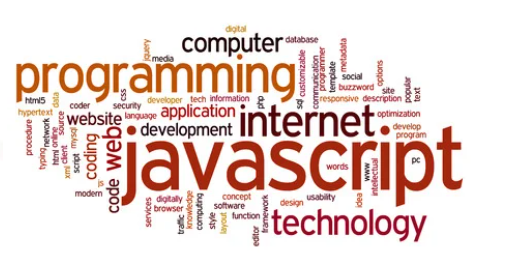 digital
computer
database
jquery
media
programming
customizable
communication
programmer
template
metadata
social
options
buzzword
site
popular
text
html5
data
coder
css
security
developer
tech
information
php
sql
responsive
description
hypertext
procedure
network
source
website
language
application
internet
optimization
typing
html
online
mysql
coding
web
development
develop
program
xml
client
script
javascript
words
www
intellectual
pc
modern
js
code
services
digitally
browser
traffic
knowledge
computing
style
concept
software
layout
function
framework
editor
design
usability
idea
technology